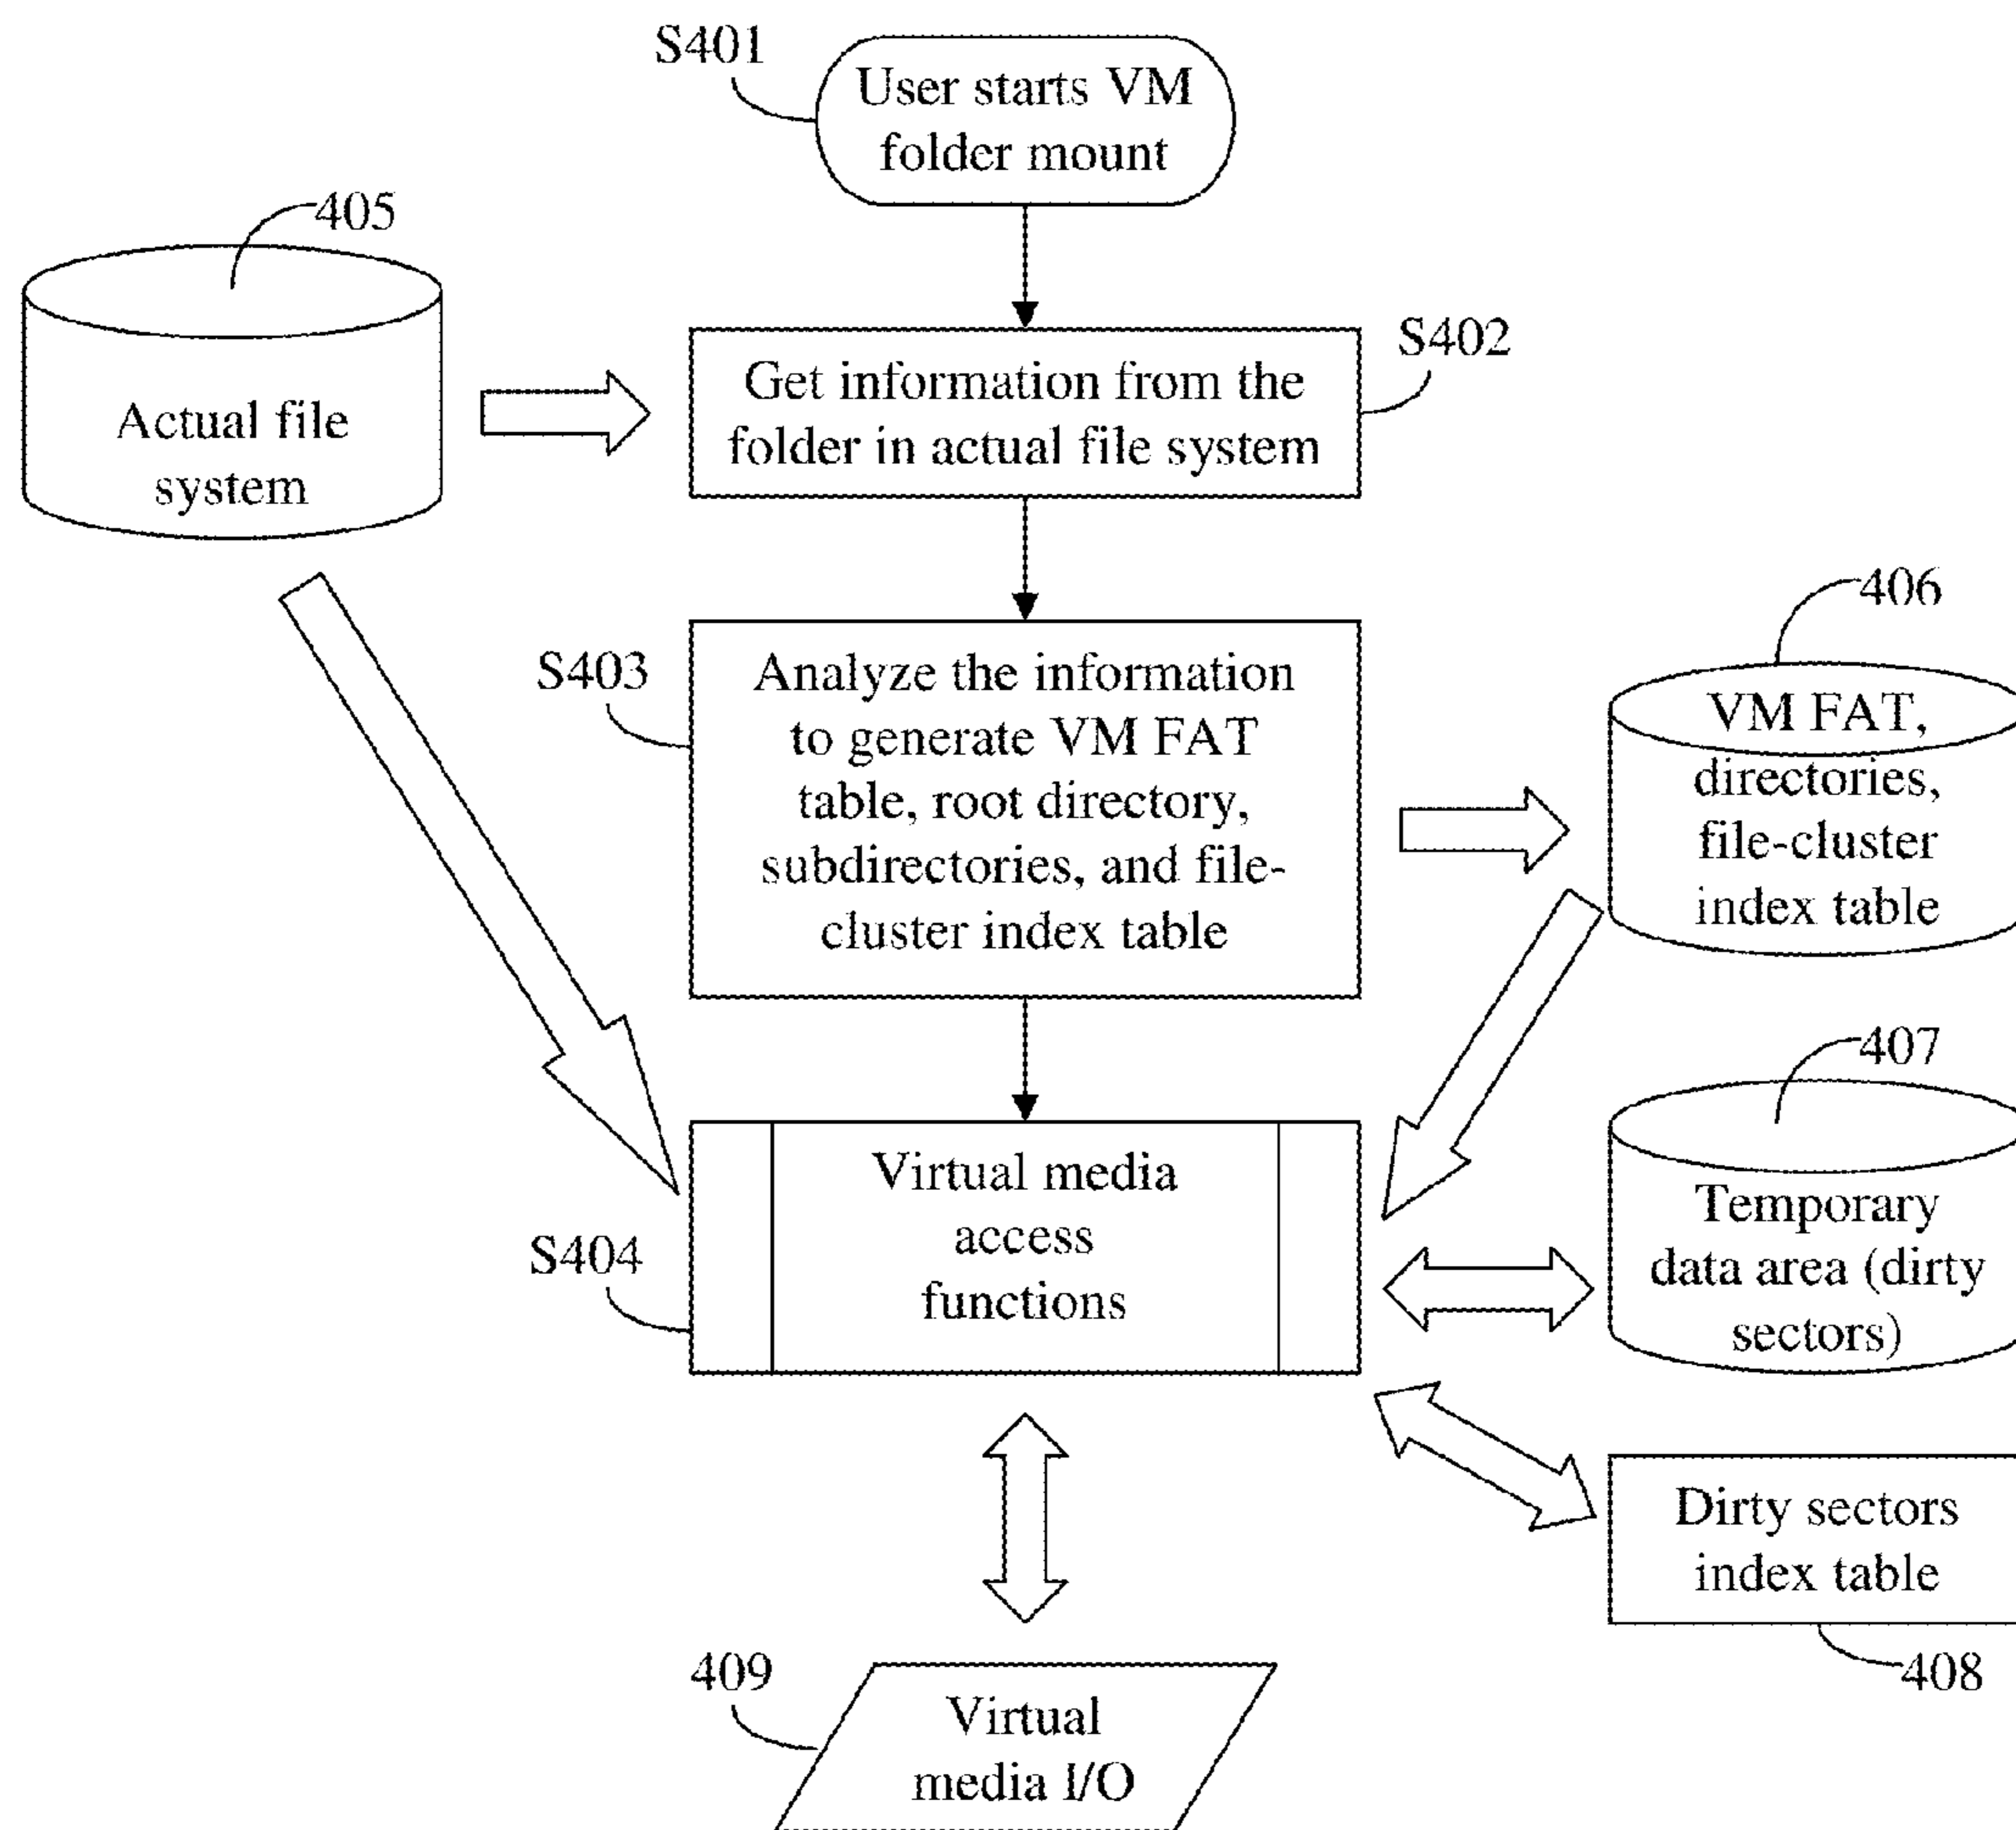 S401
User starts VM
folder mount
405
Actual file
system
S402
Get information from the
folder in actual file system
S403
Analyze the information
to generate VM FAT
table, root directory,
subdirectories, and file-
cluster index table
406
VM FAT,
directories,
file-cluster
index table
407
Temporary
data area (dirty
sectors)
S404
Virtual media
access
functions
Dirty sectors
index table
408
409
Virtual
media I/O